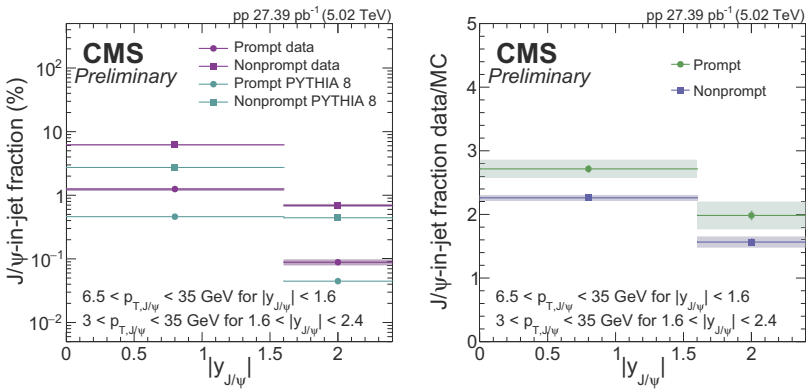 pp 27.39 pb⁻¹ (5.02 TeV)
CMS
Preliminary
Prompt data
Nonprompt data
Prompt PYTHIA 8
Nonprompt PYTHIA 8
J/ψ-in-jet fraction (%)
10²
10
1
10⁻¹
10⁻²
6.5 < p_T,J/ψ < 35 GeV for |y_J/ψ| < 1.6
3 < p_T,J/ψ < 35 GeV for 1.6 < |y_J/ψ| < 2.4
0 0.5 1 1.5 2
|y_J/ψ|
pp 27.39 pb⁻¹ (5.02 TeV)
CMS
Preliminary
Prompt
Nonprompt
J/ψ-in-jet fraction data/MC
5
4
3
2
1
0
6.5 < p_T,J/ψ < 35 GeV for |y_J/ψ| < 1.6
3 < p_T,J/ψ < 35 GeV for 1.6 < |y_J/ψ| < 2.4
0 0.5 1 1.5 2
|y_J/ψ|